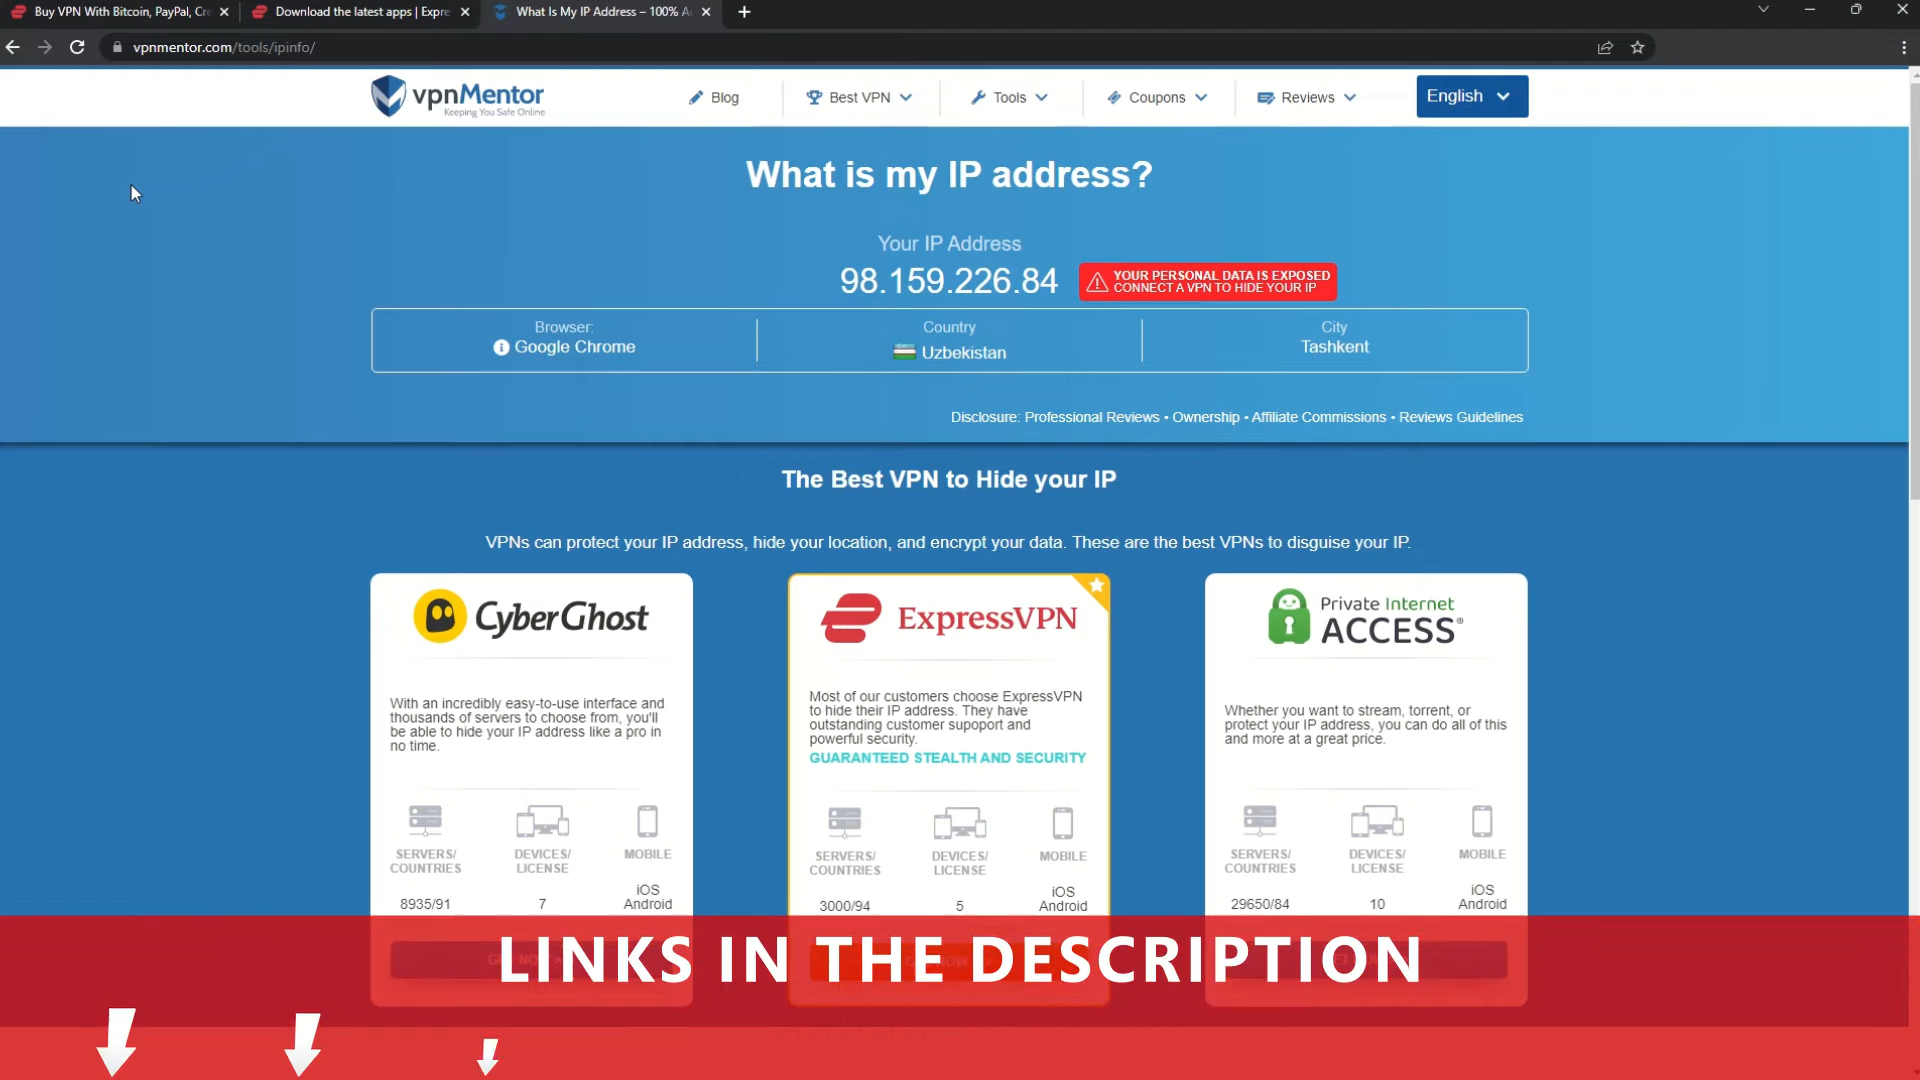 Buy VPN With Bitcoin, PayPal, Cr
Download the latest apps | Expre
What Is My IP Address – 100% A
vpnmentor.com/tools/ipinfo/
vpnMentor
Keeping You Safe Online
Blog
Best VPN
Tools
Coupons
Reviews
English
What is my IP address?
Your IP Address
98.159.226.84
YOUR PERSONAL DATA IS EXPOSED
CONNECT A VPN TO HIDE YOUR IP
Browser:
Google Chrome
Country
Uzbekistan
City
Tashkent
Disclosure: Professional Reviews • Ownership • Affiliate Commissions • Reviews Guidelines
The Best VPN to Hide your IP
VPNs can protect your IP address, hide your location, and encrypt your data. These are the best VPNs to disguise your IP.
CyberGhost
With an incredibly easy-to-use interface and
thousands of servers to choose from, you'll
be able to hide your IP address like a pro in
no time.
SERVERS/
COUNTRIES
DEVICES/
LICENSE
MOBILE
8935/91
7
iOS
Android
ExpressVPN
Most of our customers choose ExpressVPN
to hide their IP address. They have
outstanding customer supoport and
powerful security.
GUARANTEED STEALTH AND SECURITY
SERVERS/
COUNTRIES
DEVICES/
LICENSE
MOBILE
3000/94
5
iOS
Android
Private Internet
ACCESS®
Whether you want to stream, torrent, or
protect your IP address, you can do all of this
and more at a great price.
SERVERS/
COUNTRIES
DEVICES/
LICENSE
MOBILE
29650/84
10
iOS
Android
LINKS IN THE DESCRIPTION